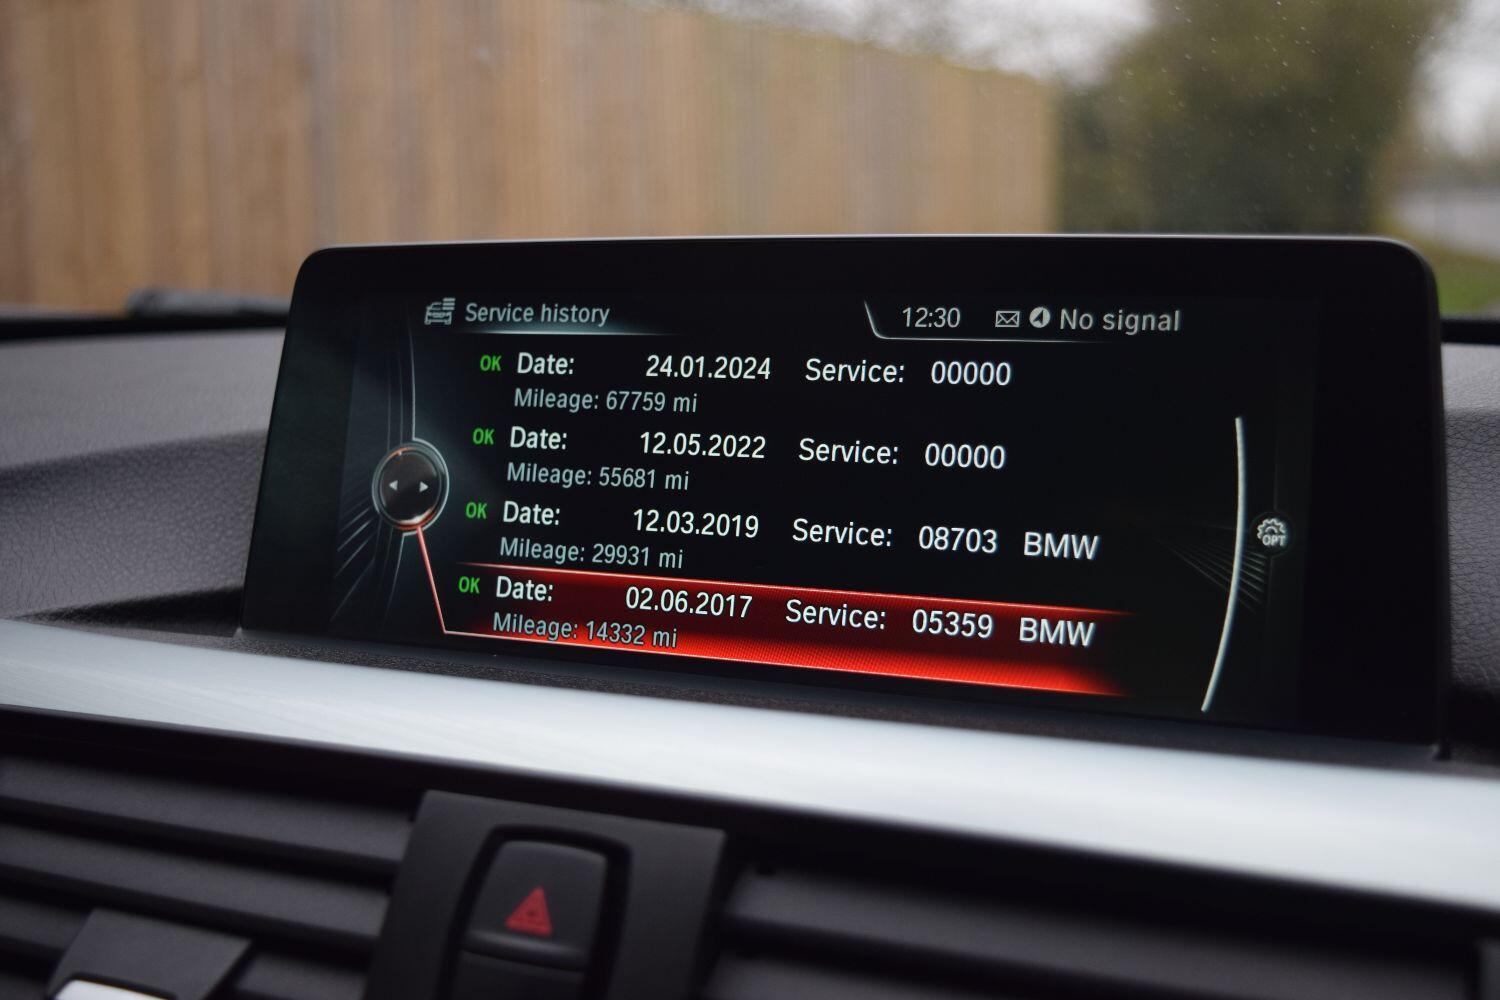 Service history 12:30 No signal
OK Date: 24.01.2024 Service: 00000
Mileage: 67759 mi
OK Date: 12.05.2022 Service: 00000
Mileage: 55681 mi
OK Date: 12.03.2019 Service: 08703 BMW
Mileage: 29931 mi
OK Date: 02.06.2017 Service: 05359 BMW
Mileage: 14332 mi
OPT